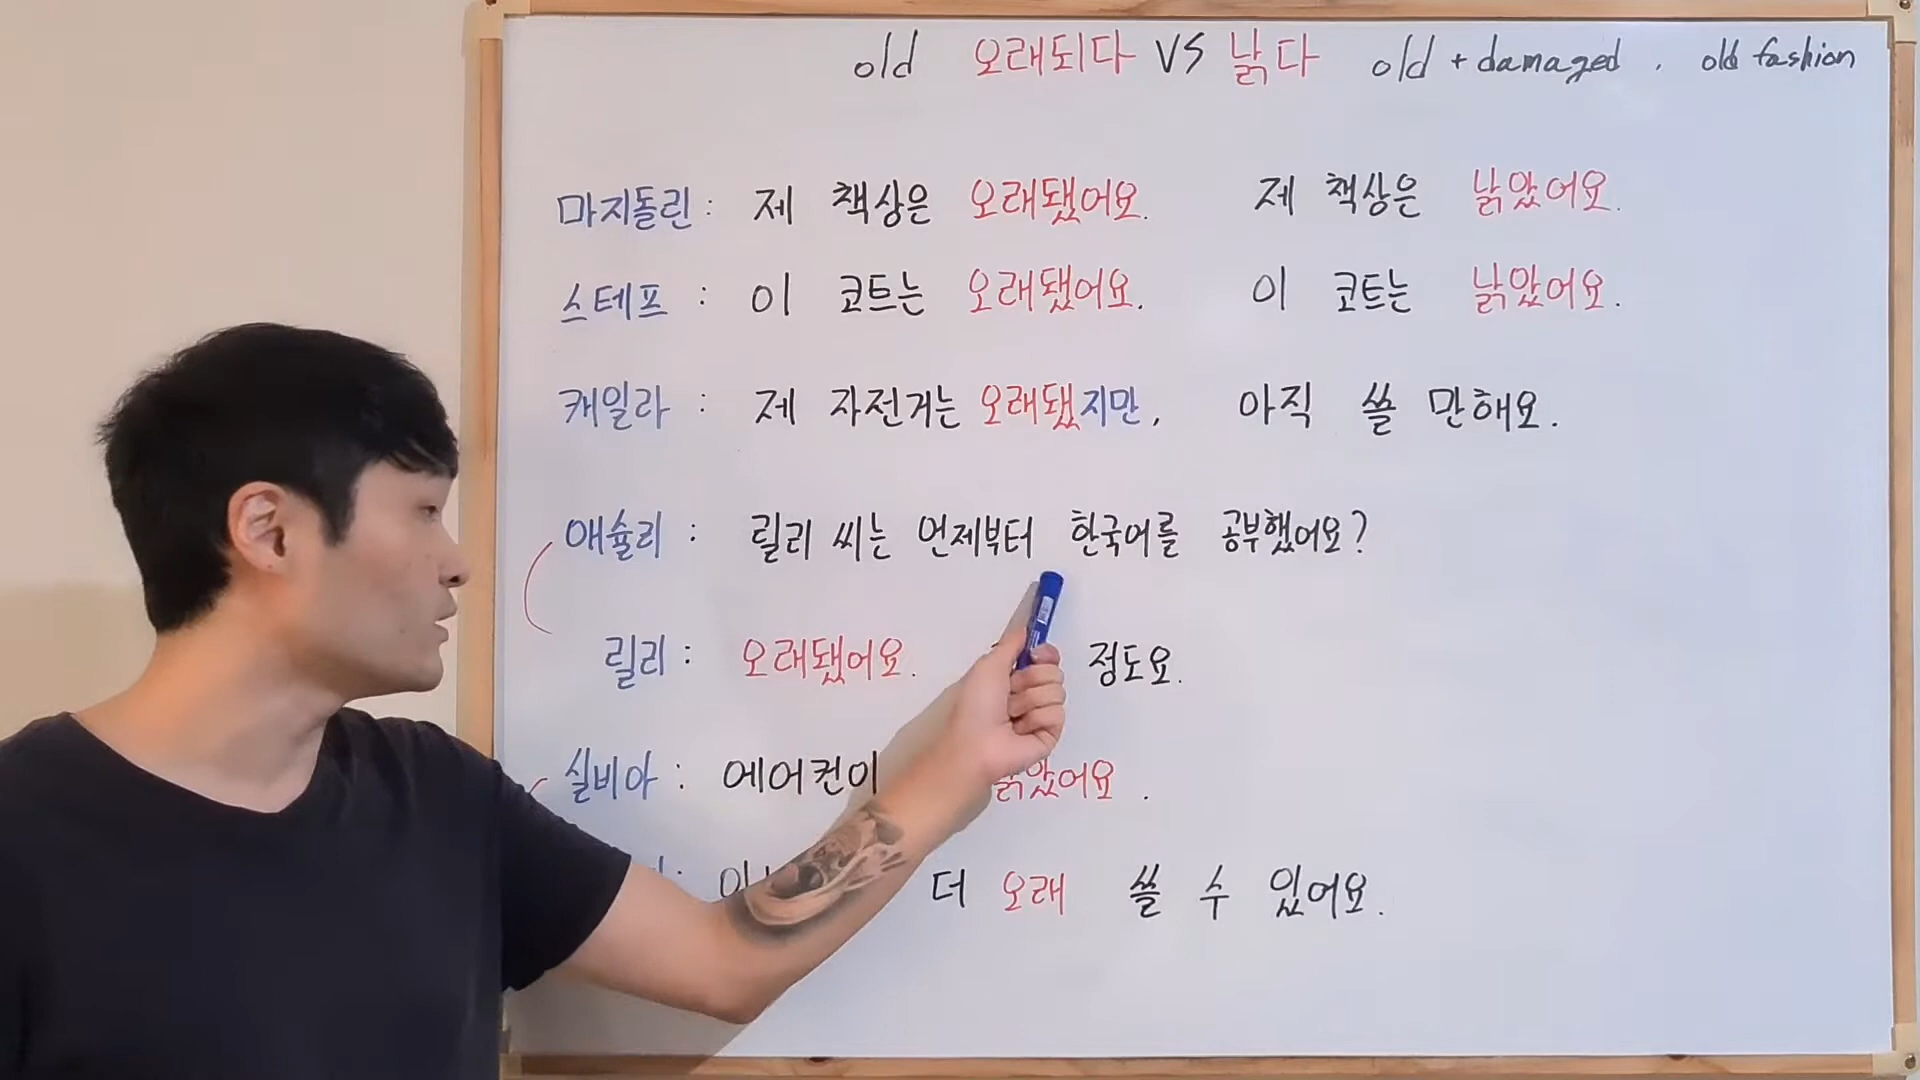 old 오래되다 VS 낡다 old + damaged , old fashion
마지돌린 : 제 책상은 오래됐어요. 제 책상은 낡았어요.
스테프 : 이 코트는 오래됐어요. 이 코트는 낡았어요.
캐일라 : 제 자전거는 오래됐지만, 아직 쓸 만해요.
애슐리 : 릴리 씨는 언제부터 한국어를 공부했어요?
릴리 : 오래됐어요. 정도요.
실비아 : 에어컨이 낡았어요.
더 오래 쓸 수 있어요.